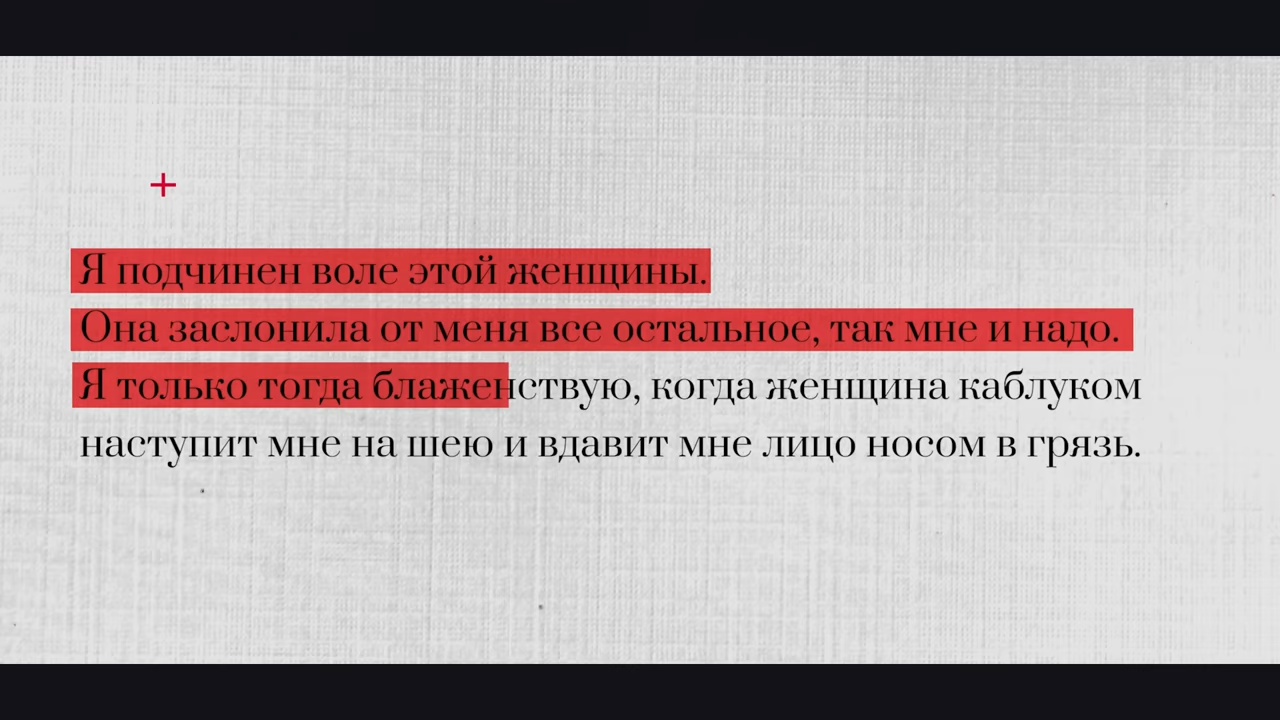 Я подчинен воле этой женщины.
Она заслонила от меня все остальное, так мне и надо.
Я только тогда блаженствую, когда женщина каблуком
наступит мне на шею и вдавит мне лицо носом в грязь.